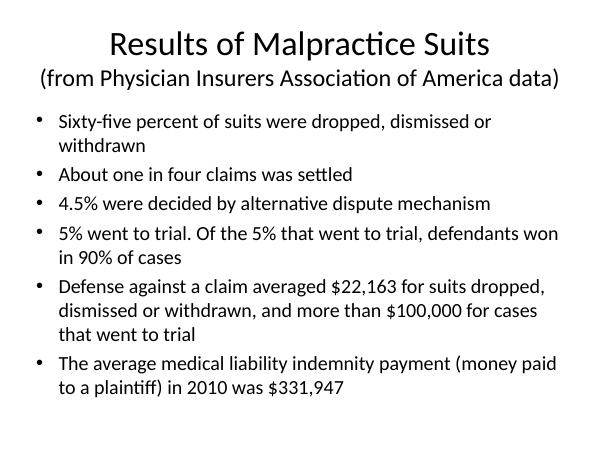 Results of Malpractice Suits
(from Physician Insurers Association of America data)
• Sixty-five percent of suits were dropped, dismissed or
withdrawn
• About one in four claims was settled
• 4.5% were decided by alternative dispute mechanism
• 5% went to trial. Of the 5% that went to trial, defendants won
in 90% of cases
• Defense against a claim averaged $22,163 for suits dropped,
dismissed or withdrawn, and more than $100,000 for cases
that went to trial
• The average medical liability indemnity payment (money paid
to a plaintiff) in 2010 was $331,947